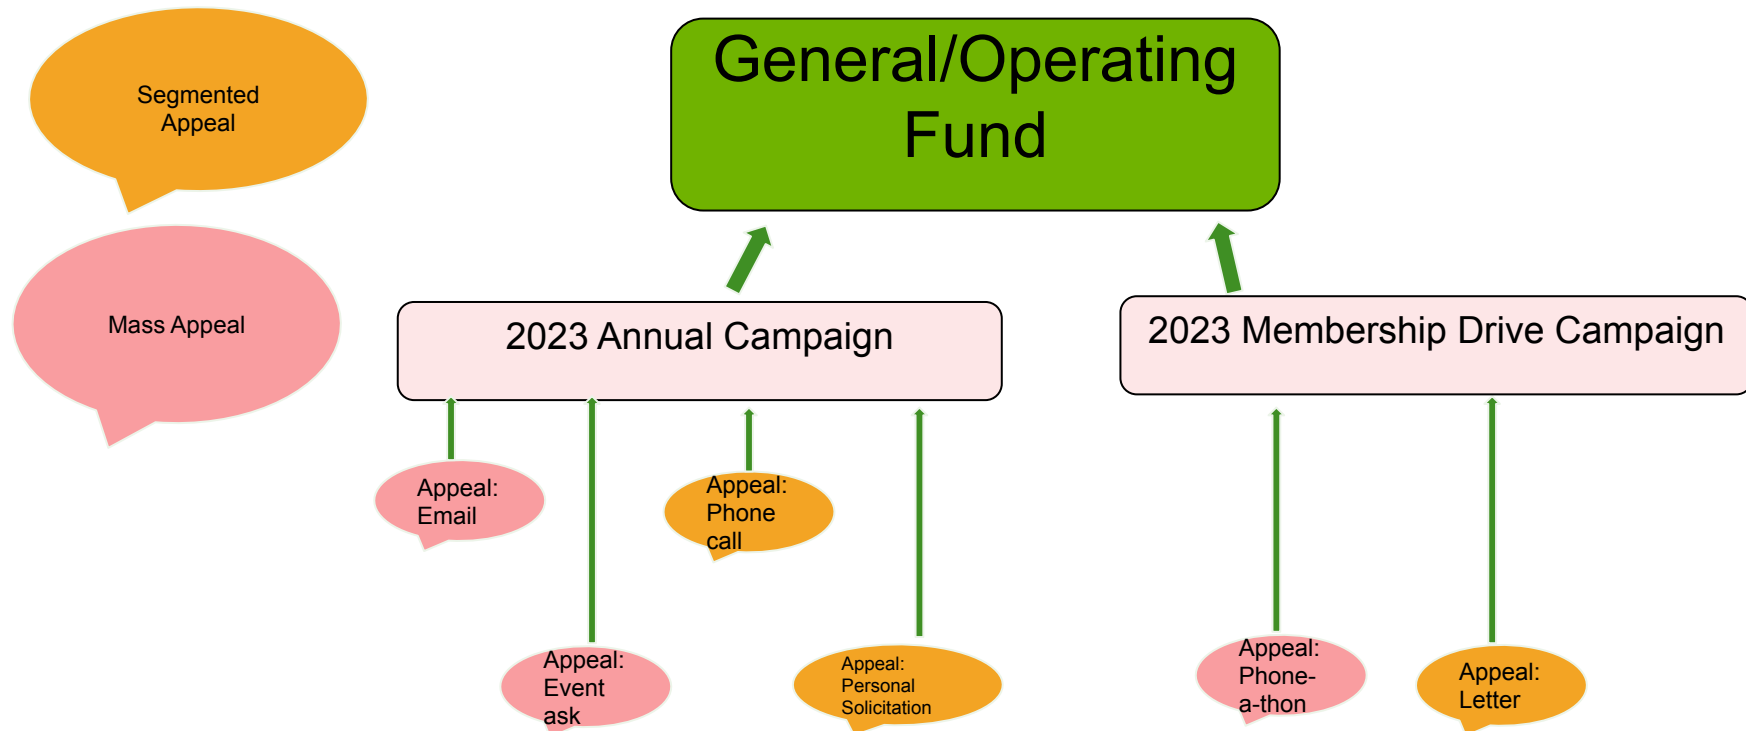 Segmented
Appeal
General/Operating
Fund
Mass Appeal
2023 Annual Campaign
2023 Membership Drive Campaign
Appeal:
Email
Appeal:
Phone
call
Appeal:
Event
ask
Appeal:
Personal
Solicitation
Appeal:
Phone-
a-thon
Appeal:
Letter